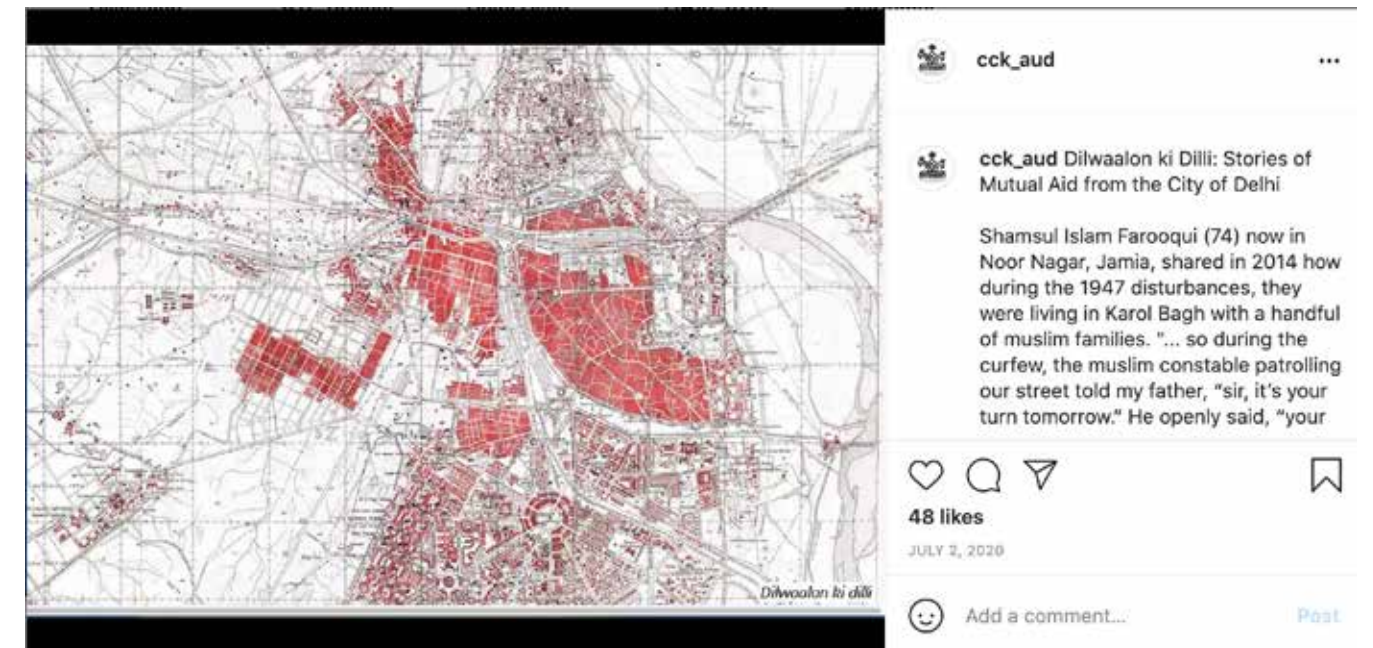 Dilwaalon ki dilli
cck_aud
cck_aud Dilwaalon ki Dilli: Stories of
Mutual Aid from the City of Delhi
Shamsul Islam Farooqui (74) now in
Noor Nagar, Jamia, shared in 2014 how
during the 1947 disturbances, they
were living in Karol Bagh with a handful
of muslim families. "... so during the
curfew, the muslim constable patrolling
our street told my father, "sir, it's your
turn tomorrow." He openly said, "your
48 likes
JULY 2, 2020
Add a comment...
Post